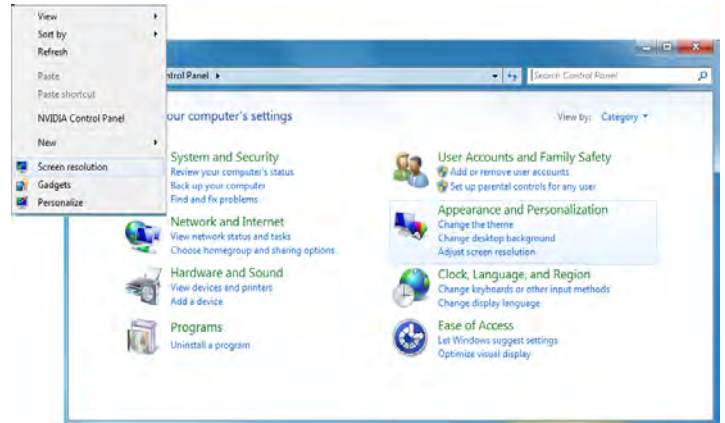 View
Sort by
Refresh
Paste
Paste shortcut
NVIDIA Control Panel
New
Screen resolution
Gadgets
Personalize
ntrol Panel
Search Control Panel
our computer's settings
View by: Category
System and Security
Review your computer's status
Back up your computer
Find and fix problems
Network and Internet
View network status and tasks
Choose homegroup and sharing options
Hardware and Sound
View devices and printers
Add a device
Programs
Uninstall a program
User Accounts and Family Safety
Add or remove user accounts
Set up parental controls for any user
Appearance and Personalization
Change the theme
Change desktop background
Adjust screen resolution
Clock, Language, and Region
Change keyboards or other input methods
Change display language
Ease of Access
Let Windows suggest settings
Optimize visual display